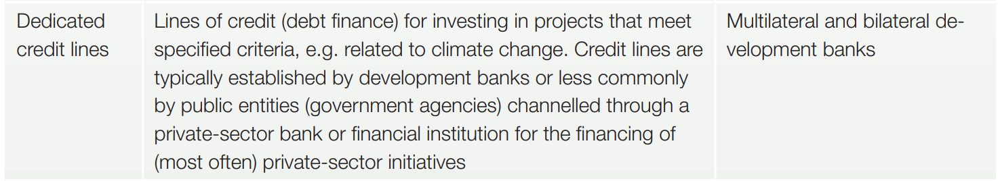 Dedicated
credit lines
Lines of credit (debt finance) for investing in projects that meet
specified criteria, e.g. related to climate change. Credit lines are
typically established by development banks or less commonly
by public entities (government agencies) channelled through a
private-sector bank or financial institution for the financing of
(most often) private-sector initiatives
Multilateral and bilateral de-
velopment banks